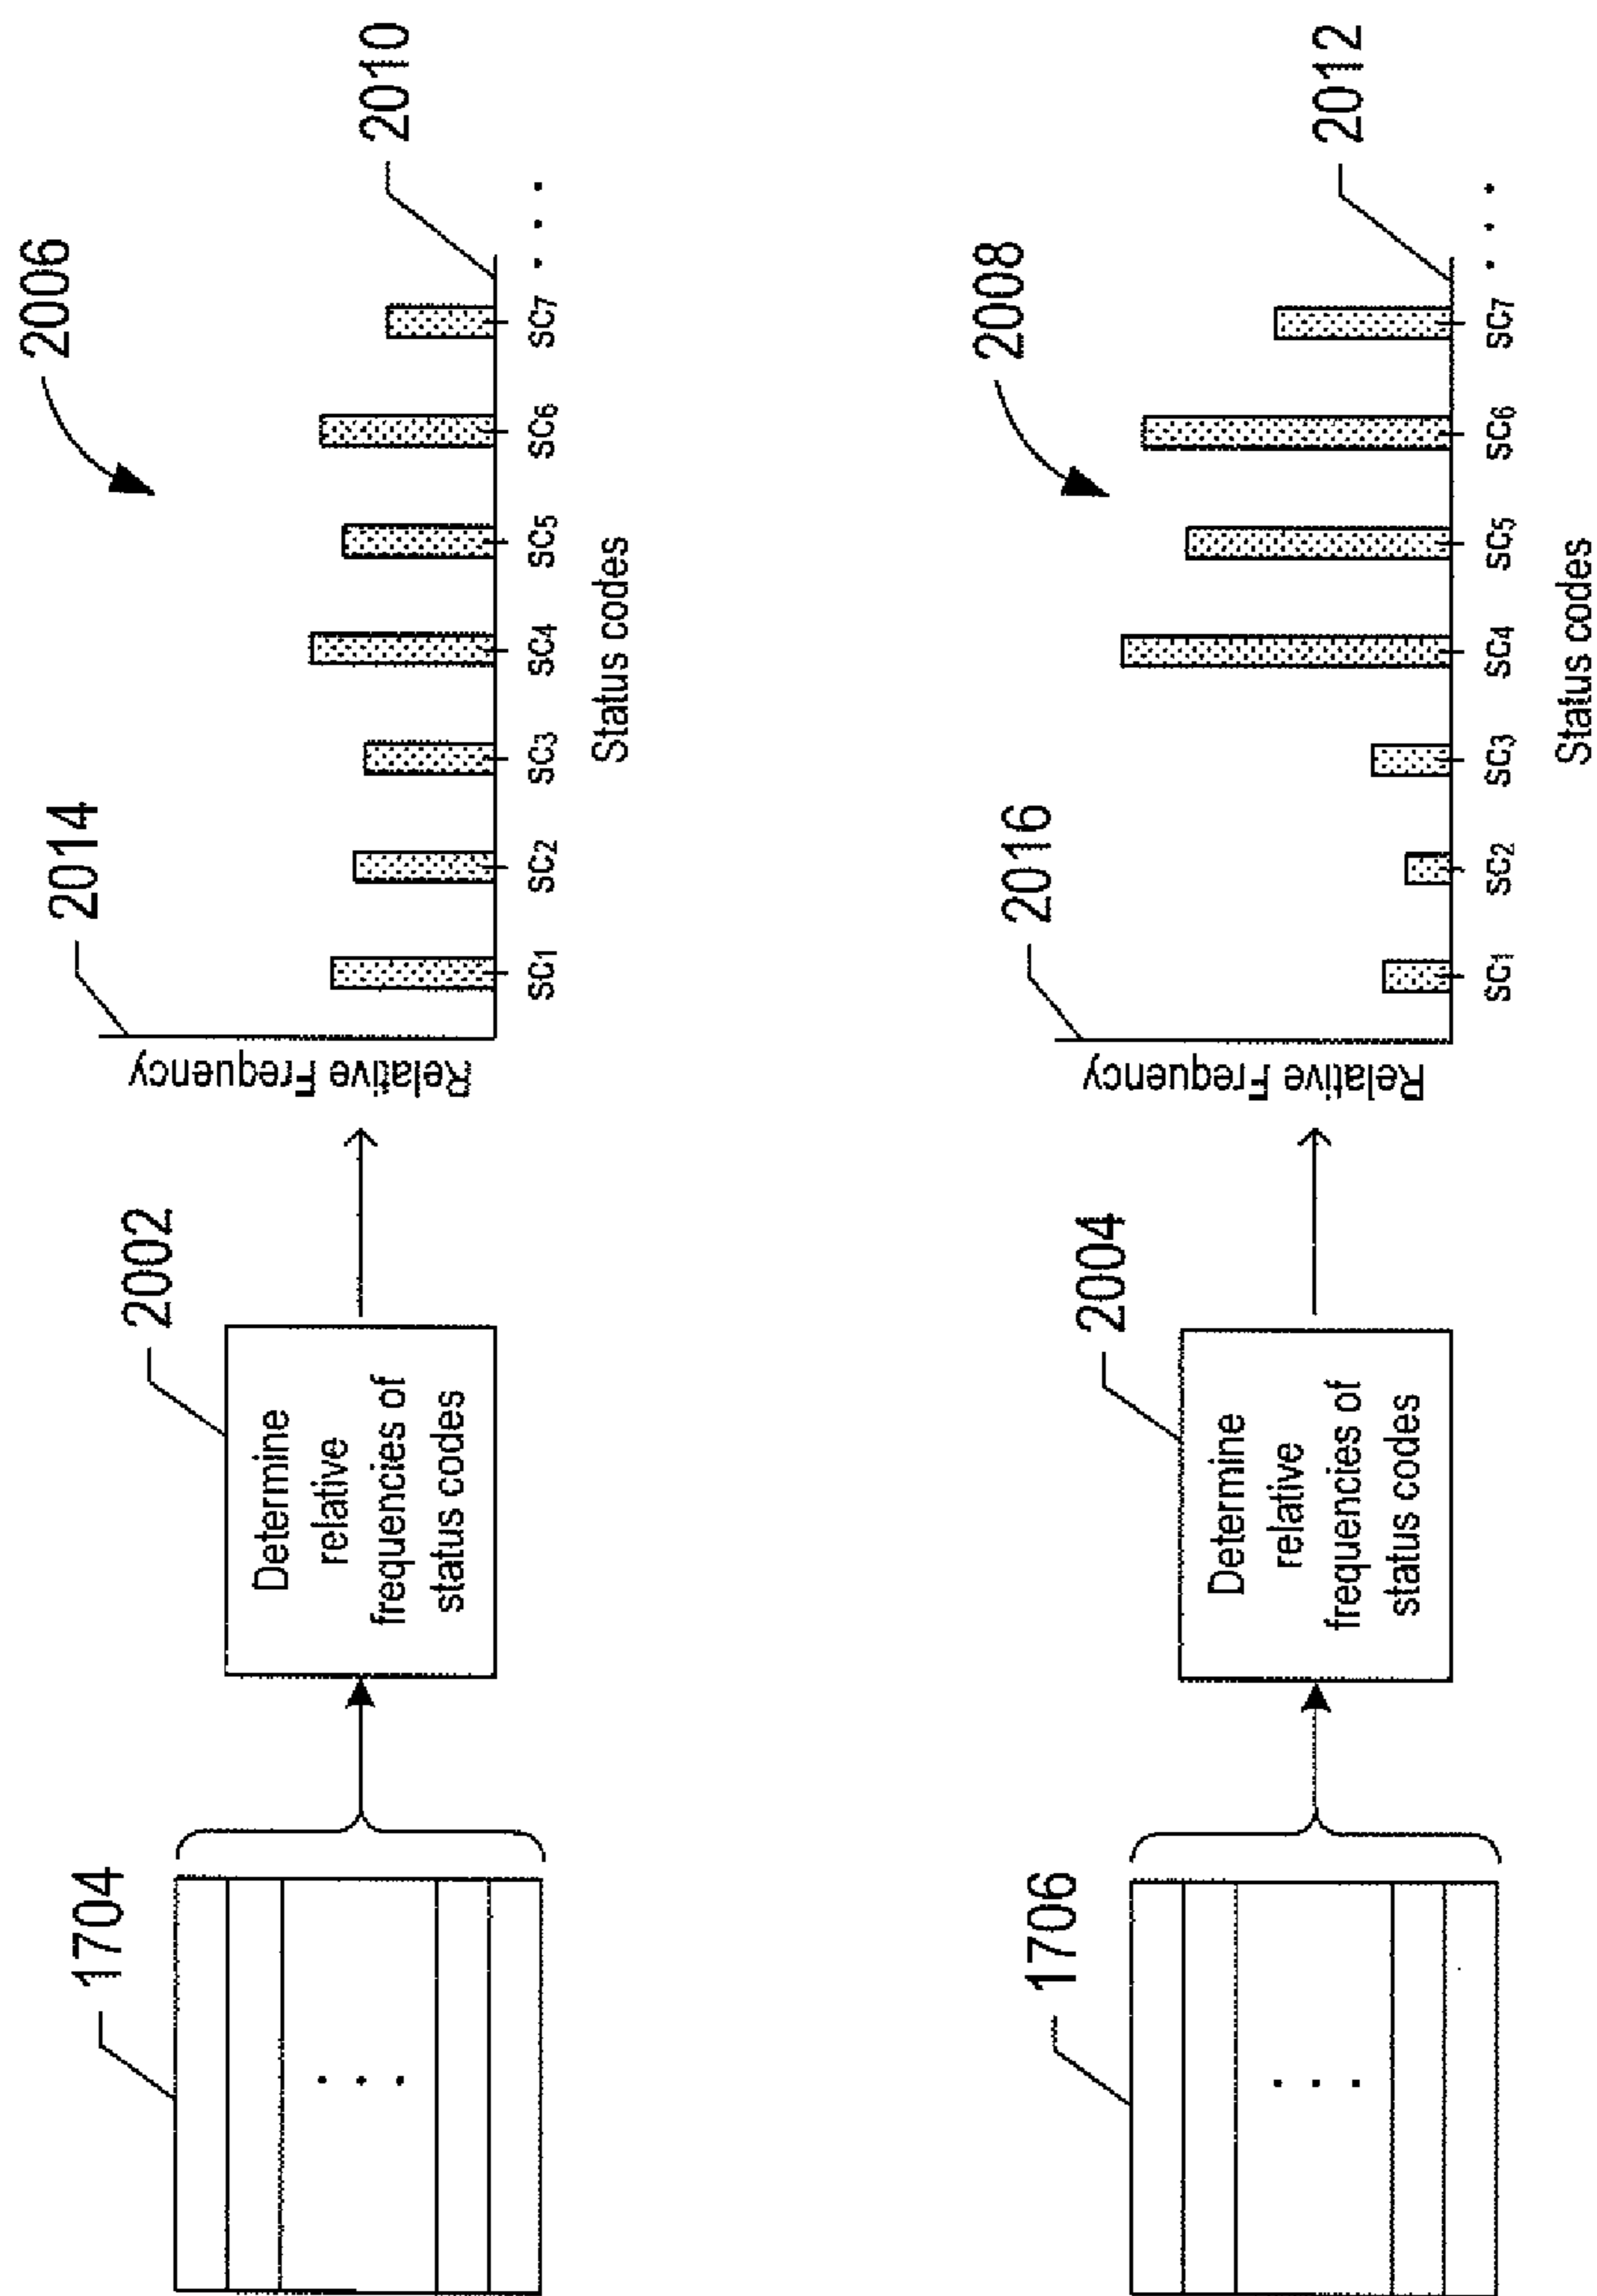 1704
2002
Determine
relative
frequencies of
status codes
2014
2006
2010
Relative Frequency
SC1 SC2 SC3 SC4 SC5 SC6 SC7
Status codes
1706
2004
Determine
relative
frequencies of
status codes
2016
2008
2012
Relative Frequency
SC1 SC2 SC3 SC4 SC5 SC6 SC7
Status codes